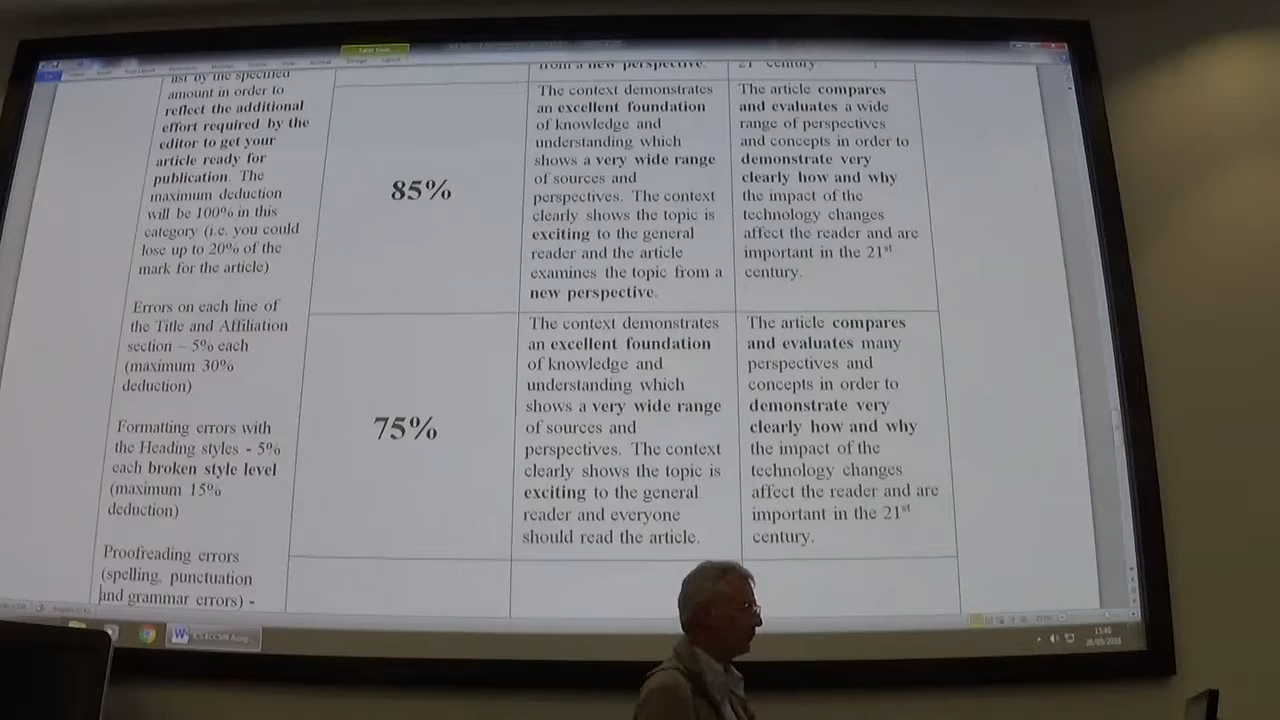 Table Tools
list by the specified
amount in order to
reflect the additional
effort required by the
editor to get your
article ready for
publication. The
maximum deduction
will be 100% in this
category (i.e. you could
lose up to 20% of the
mark for the article)
Errors on each line of
the Title and Affiliation
section – 5% each
(maximum 30%
deduction)
Formatting errors with
the Heading styles - 5%
each broken style level
(maximum 15%
deduction)
Proofreading errors
(spelling, punctuation
and grammar errors) -
85%
75%
from a new perspective.
The context demonstrates
an excellent foundation
of knowledge and
understanding which
shows a very wide range
of sources and
perspectives. The context
clearly shows the topic is
exciting to the general
reader and the article
examines the topic from a
new perspective.
The context demonstrates
an excellent foundation
of knowledge and
understanding which
shows a very wide range
of sources and
perspectives. The context
clearly shows the topic is
exciting to the general
reader and everyone
should read the article.
21st century.
The article compares
and evaluates a wide
range of perspectives
and concepts in order to
demonstrate very
clearly how and why
the impact of the
technology changes
affect the reader and are
important in the 21st
century.
The article compares
and evaluates many
perspectives and
concepts in order to
demonstrate very
clearly how and why
the impact of the
technology changes
affect the reader and are
important in the 21st
century.